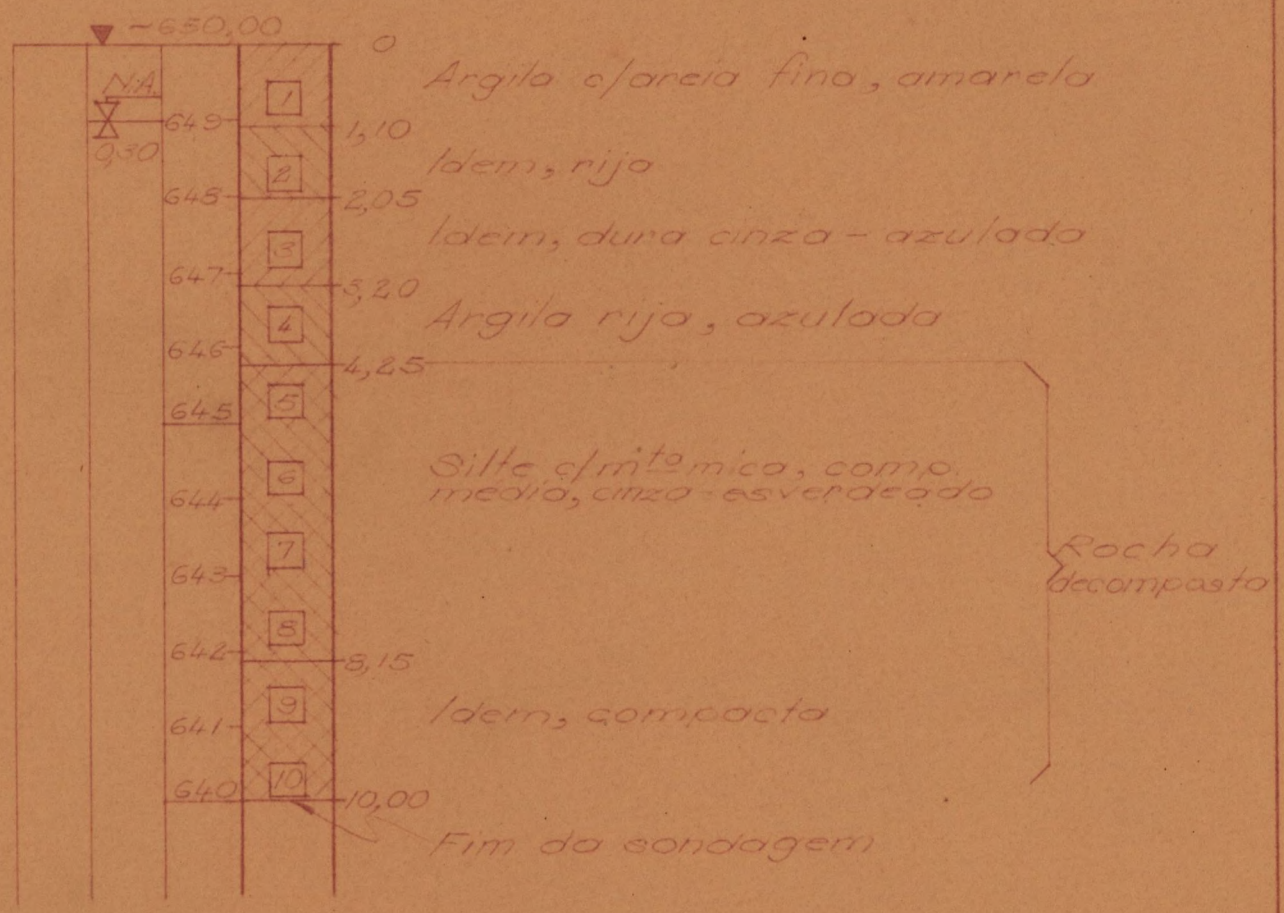 ~650,00
0
Argila c/areia fina, amarela
N.A.
1
649
1,10
0,30
Idem, rija
2
648
2,05
Idem, dura cinza - azulada
3
647
3,20
Argila rija, azulada
4
646
4,25
5
645
Silte c/mto mica, comp.
media, cinza-esverdeado
6
644
7
Rocha
decomposta
643
8
642
8,15
9
Idem, compacta
641
10
640
10,00
Fim da sondagem